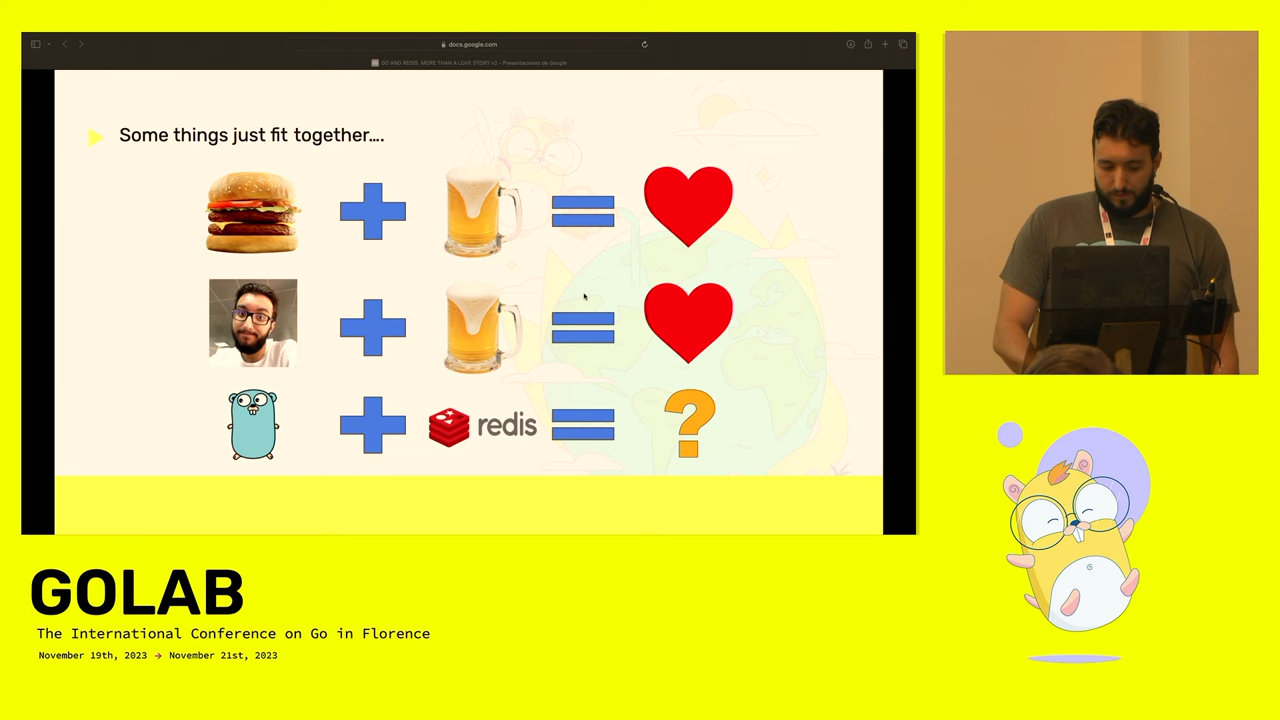 docs.google.com
GO AND REDIS. MORE THAN A LOVE STORY v2 - Presentaciones de Google
Some things just fit together....
redis
?
GOLAB
The International Conference on Go in Florence
November 19th, 2023 → November 21st, 2023